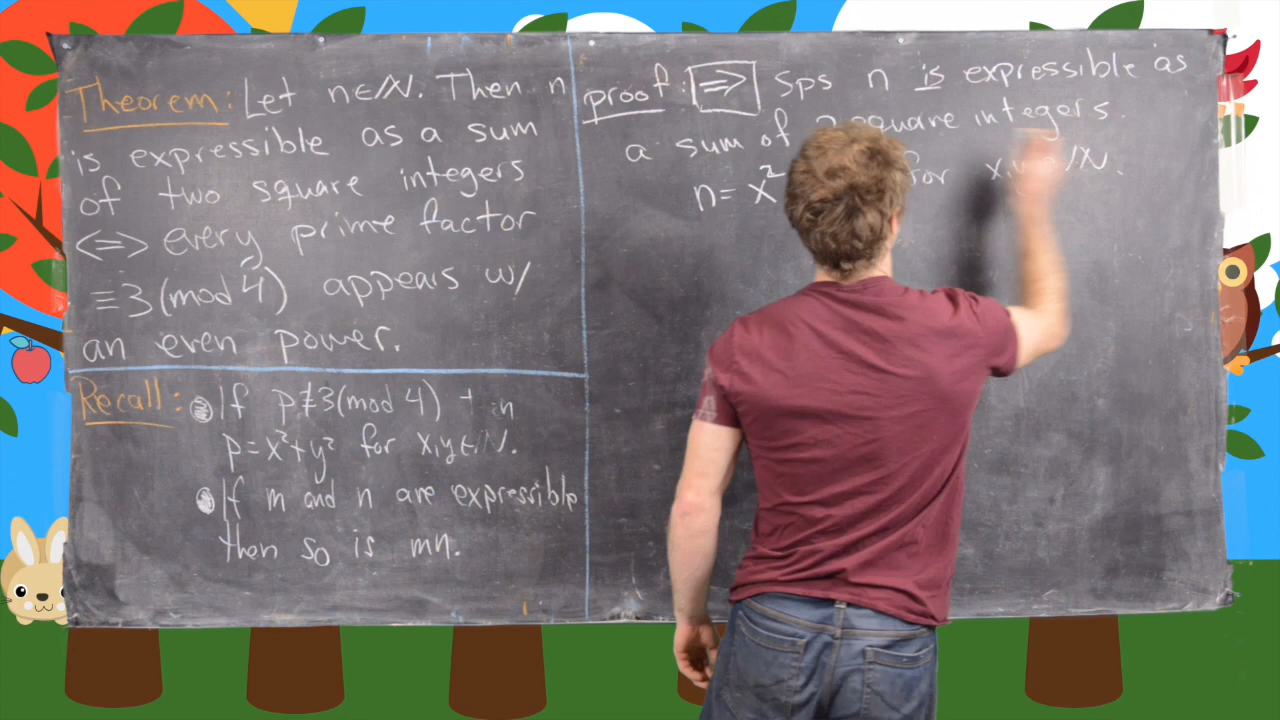 Theorem: Let n∈ℕ. Then n
is expressible as a sum
of two square integers
<=> every prime factor
≡3(mod 4) appears w/
an even power.
Recall: • If p≢3(mod 4) then
p=x²+y² for x,y∈ℕ.
• If m and n are expressible
then so is mn.
proof: [=>] Sps n is expressible as
a sum of 2 square integers.
n= x² for x,y∈ℕ.